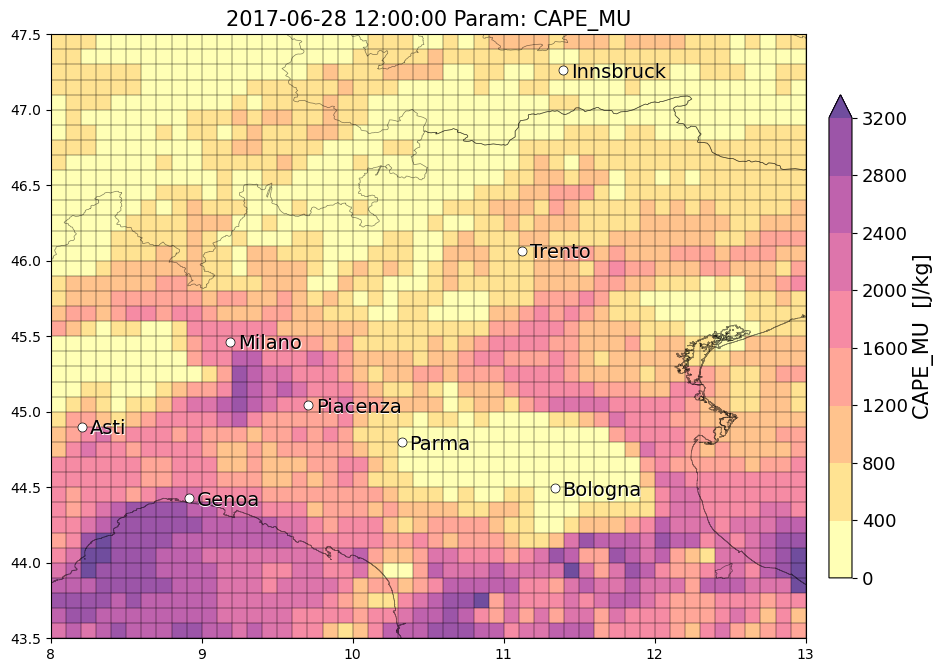 2017-06-28 12:00:00 Param: CAPE_MU
47.5
47.0
46.5
46.0
45.5
45.0
44.5
44.0
43.5
8
9
10
11
12
13
Innsbruck
Trento
Milano
Piacenza
Asti
Parma
Bologna
Genoa
3200
2800
2400
2000
1600
1200
800
400
0
CAPE_MU [J/kg]